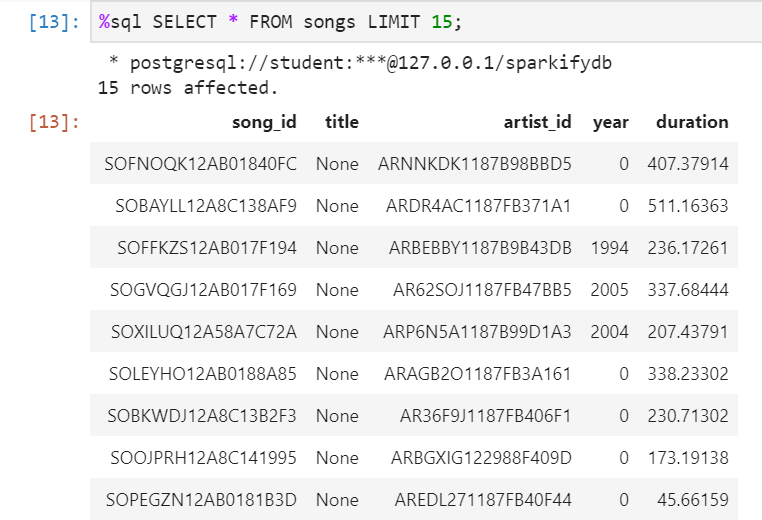 [13]: %sql SELECT * FROM songs LIMIT 15;
* postgresql://student:***@127.0.0.1/sparkifydb
15 rows affected.
[13]: song_id title artist_id year duration
SOFNOQK12AB01840FC None ARNNKDK1187B98BBD5 0 407.37914
SOBAYLL12A8C138AF9 None ARDR4AC1187FB371A1 0 511.16363
SOFFKZS12AB017F194 None ARBEBBY1187B9B43DB 1994 236.17261
SOGVQGJ12AB017F169 None AR62SOJ1187FB47BB5 2005 337.68444
SOXILUQ12A58A7C72A None ARP6N5A1187B99D1A3 2004 207.43791
SOLEYHO12AB0188A85 None ARAGB2O1187FB3A161 0 338.23302
SOBKWDJ12A8C13B2F3 None AR36F9J1187FB406F1 0 230.71302
SOOJPRH12A8C141995 None ARBGXIG122988F409D 0 173.19138
SOPEGZN12AB0181B3D None AREDL271187FB40F44 0 45.66159